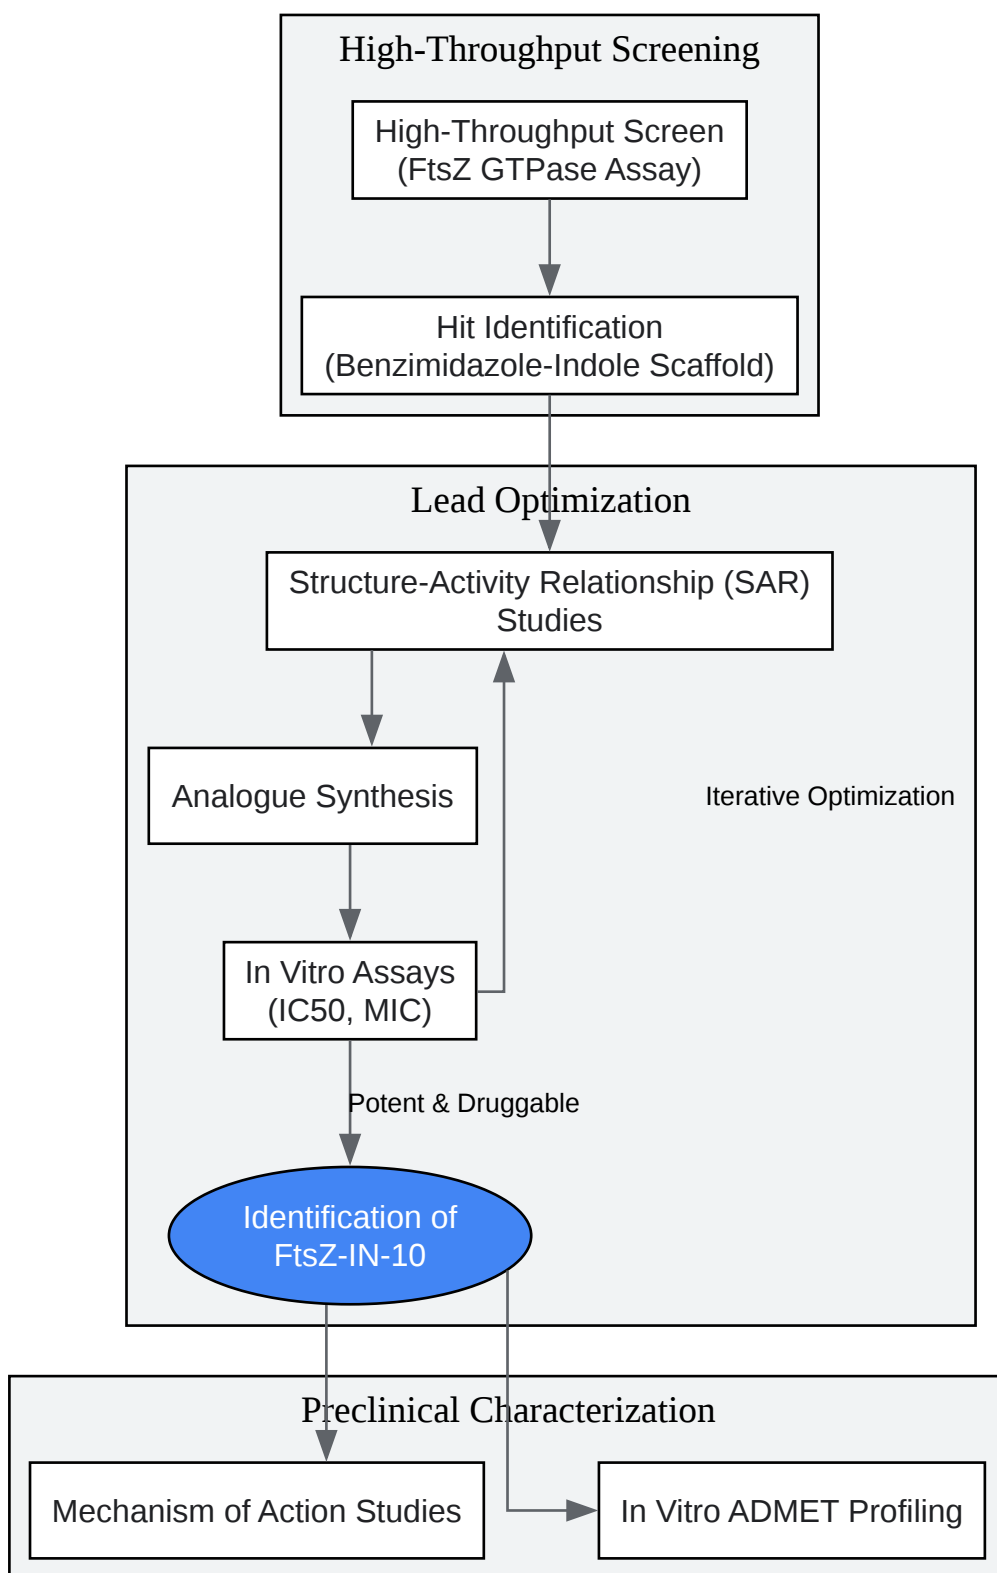 High-Throughput Screening
High-Throughput Screen
(FtsZ GTPase Assay)
Hit Identification
(Benzimidazole-Indole Scaffold)
Lead Optimization
Structure-Activity Relationship (SAR)
Studies
Analogue Synthesis
Iterative Optimization
In Vitro Assays
(IC50, MIC)
Potent & Druggable
Identification of
FtsZ-IN-10
Preclinical Characterization
Mechanism of Action Studies
In Vitro ADMET Profiling